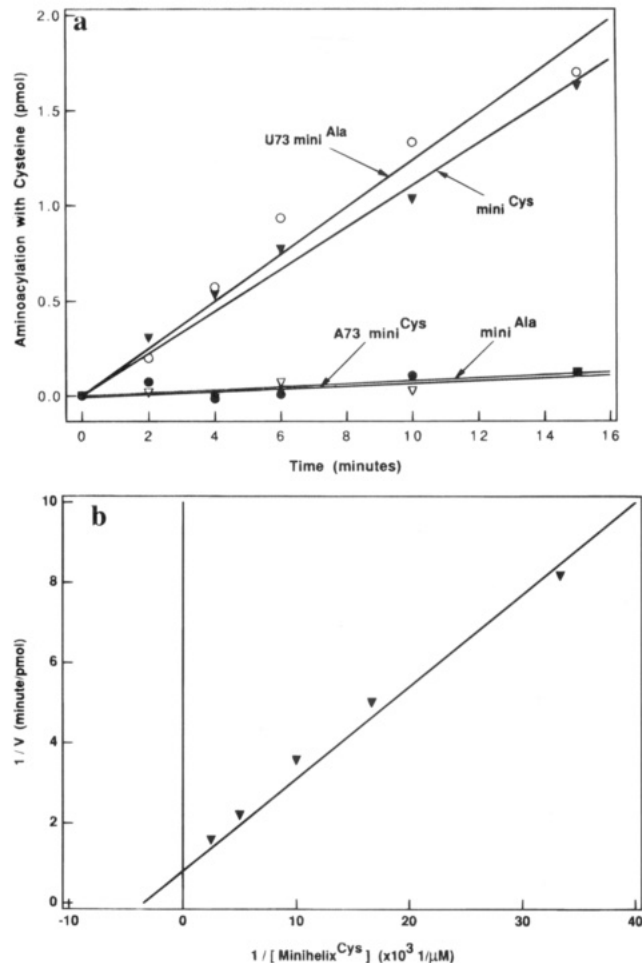 a
2.0
1.5
1.0
0.5
0.0
Aminoacylation with Cysteine (pmol)
U73 mini Ala
mini Cys
A73 mini Cys
mini Ala
0 2 4 6 8 10 12 14 16
Time (minutes)
b
10
8
6
4
2
0
1 / V (minute/pmol)
-10 0 10 20 30 40
1 / [ Minihelix Cys ] (x10³ 1/μM)